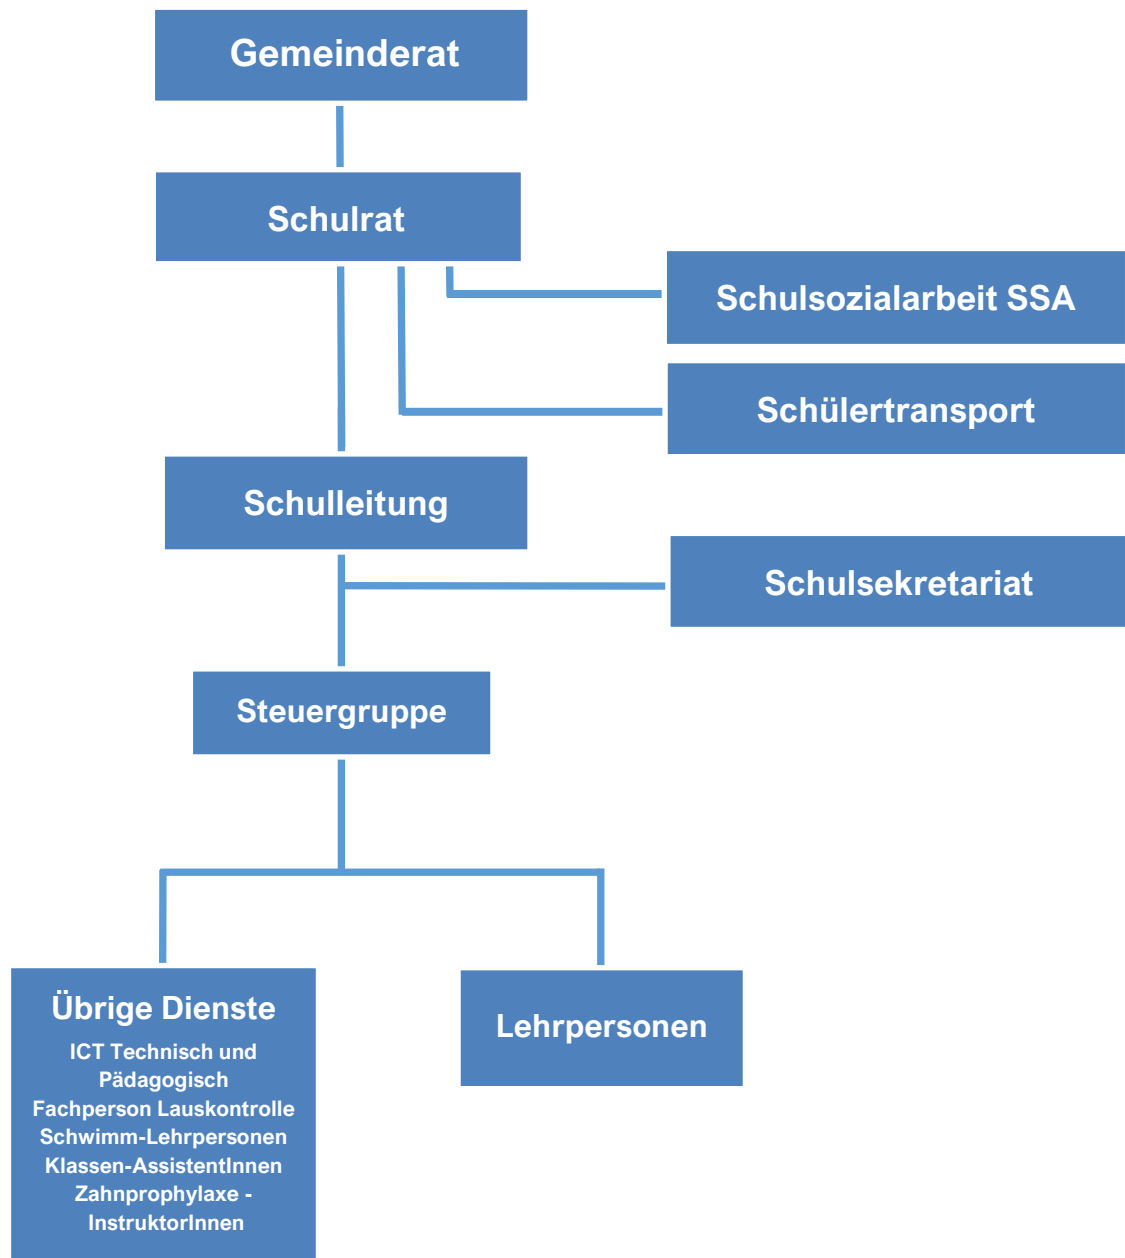 Gemeinderat
Schulrat
Schulsozialarbeit SSA
Schülertransport
Schulleitung
Schulsekretariat
Steuergruppe
Übrige Dienste
ICT Technisch und
Pädagogisch
Fachperson Lauskontrolle
Schwimm-Lehrpersonen
Klassen-AssistentInnen
Zahnprophylaxe -
InstruktorInnen
Lehrpersonen